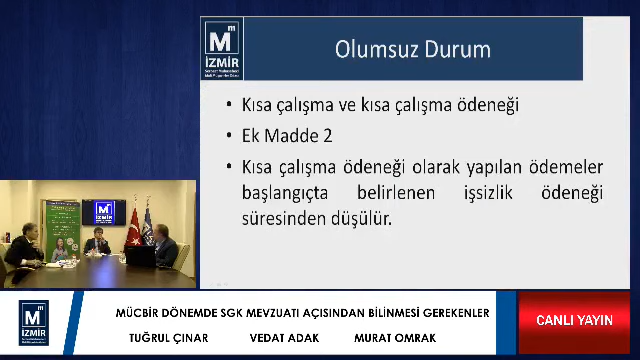 M
m
İZMİR
Olumsuz Durum
• Kısa çalışma ve kısa çalışma ödeneği
• Ek Madde 2
• Kısa çalışma ödeneği olarak yapılan ödemeler
başlangıçta belirlenen işsizlik ödeneği
süresinden düşülür.
M
İZMİR
M
m
İZMİR
MÜCBİR DÖNEMDE SGK MEVZUATI AÇISINDAN BİLİNMESİ GEREKENLER
TUĞRUL ÇINAR VEDAT ADAK MURAT OMRAK
CANLI YAYIN